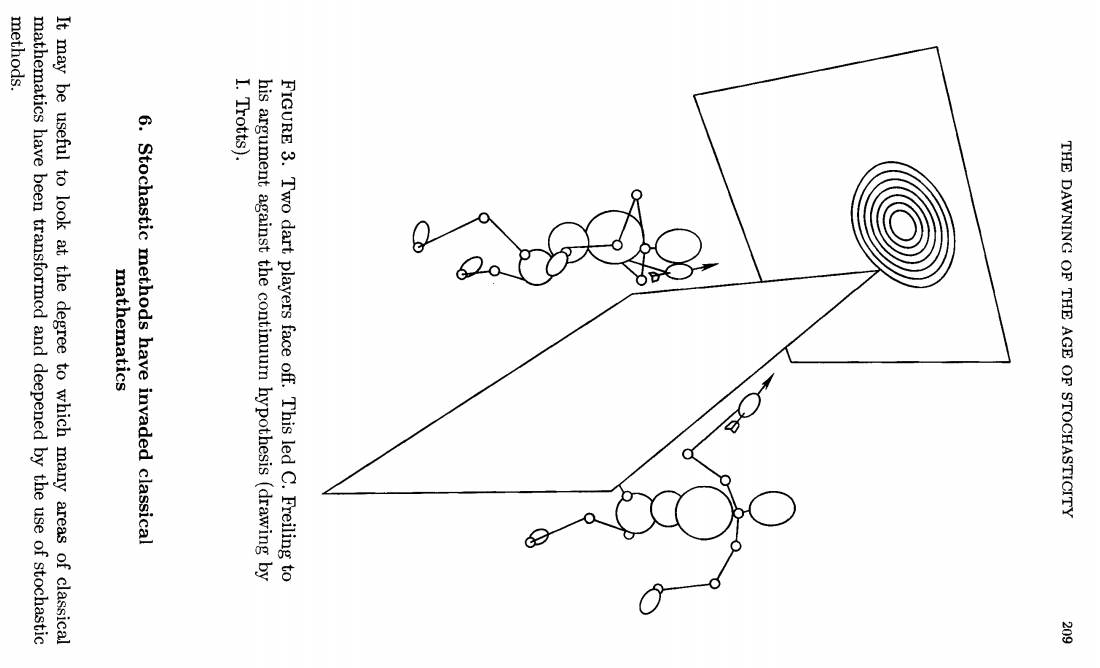 THE DAWNING OF THE AGE OF STOCHASTICITY 209
FIGURE 3. Two dart players face off. This led C. Freiling to
his argument against the continuum hypothesis (drawing by
I. Trotts).
6. Stochastic methods have invaded classical
mathematics
It may be useful to look at the degree to which many areas of classical
mathematics have been transformed and deepened by the use of stochastic
methods.